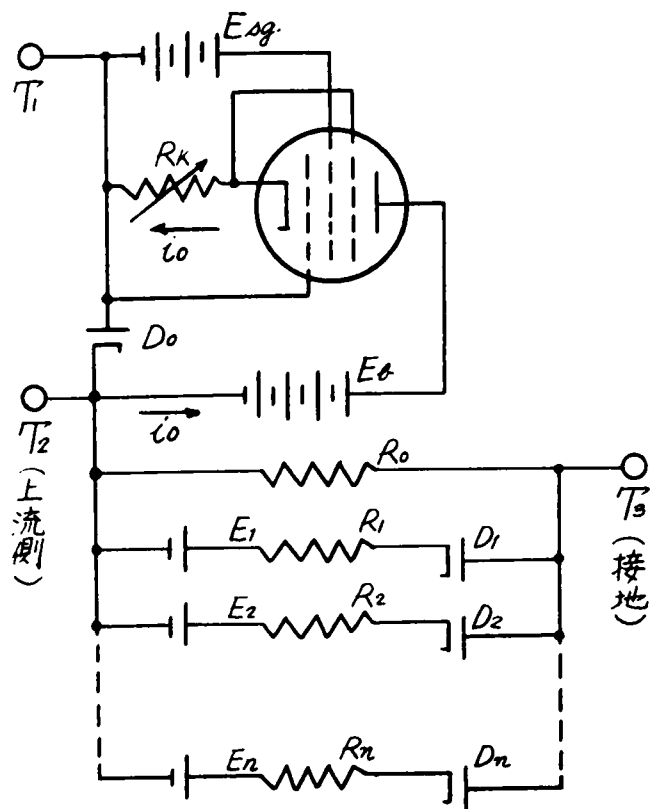 Esg.
T1
RK
io
Do
Eb
T2
(上流側)
io
Ro
T3
(接地)
E1
R1
D1
E2
R2
D2
En
Rn
Dn